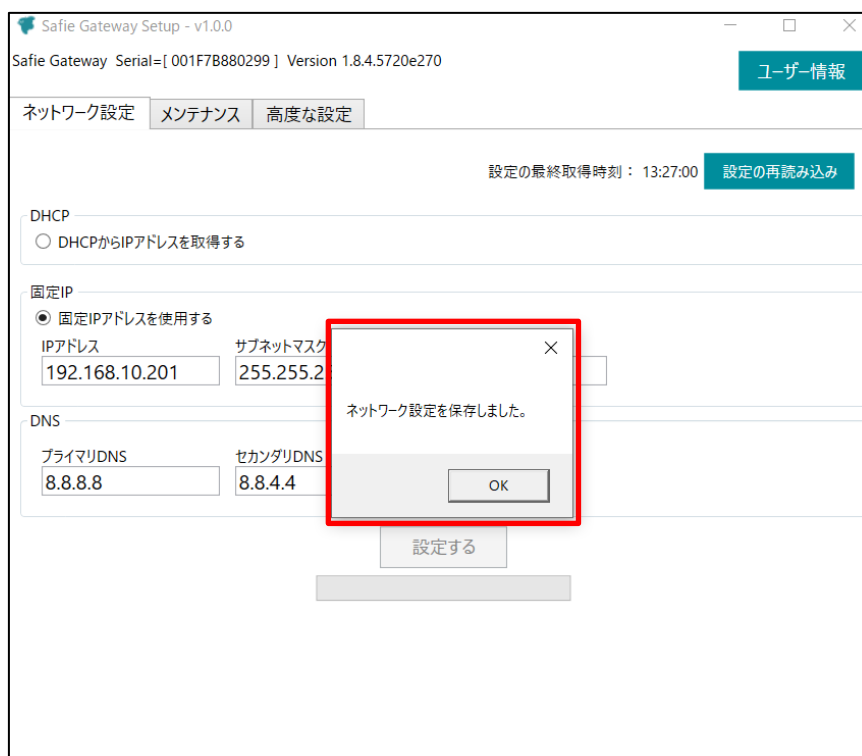 Safie Gateway Setup - v1.0.0
Safie Gateway Serial=[ 001F7B880299 ] Version 1.8.4.5720e270
ユーザー情報
ネットワーク設定 メンテナンス 高度な設定
設定の最終取得時刻： 13:27:00 設定の再読み込み
DHCP
DHCPからIPアドレスを取得する
固定IP
固定IPアドレスを使用する
IPアドレス サブネットマスク
192.168.10.201 255.255.2
ネットワーク設定を保存しました。
OK
DNS
プライマリDNS セカンダリDNS
8.8.8.8 8.8.4.4
設定する